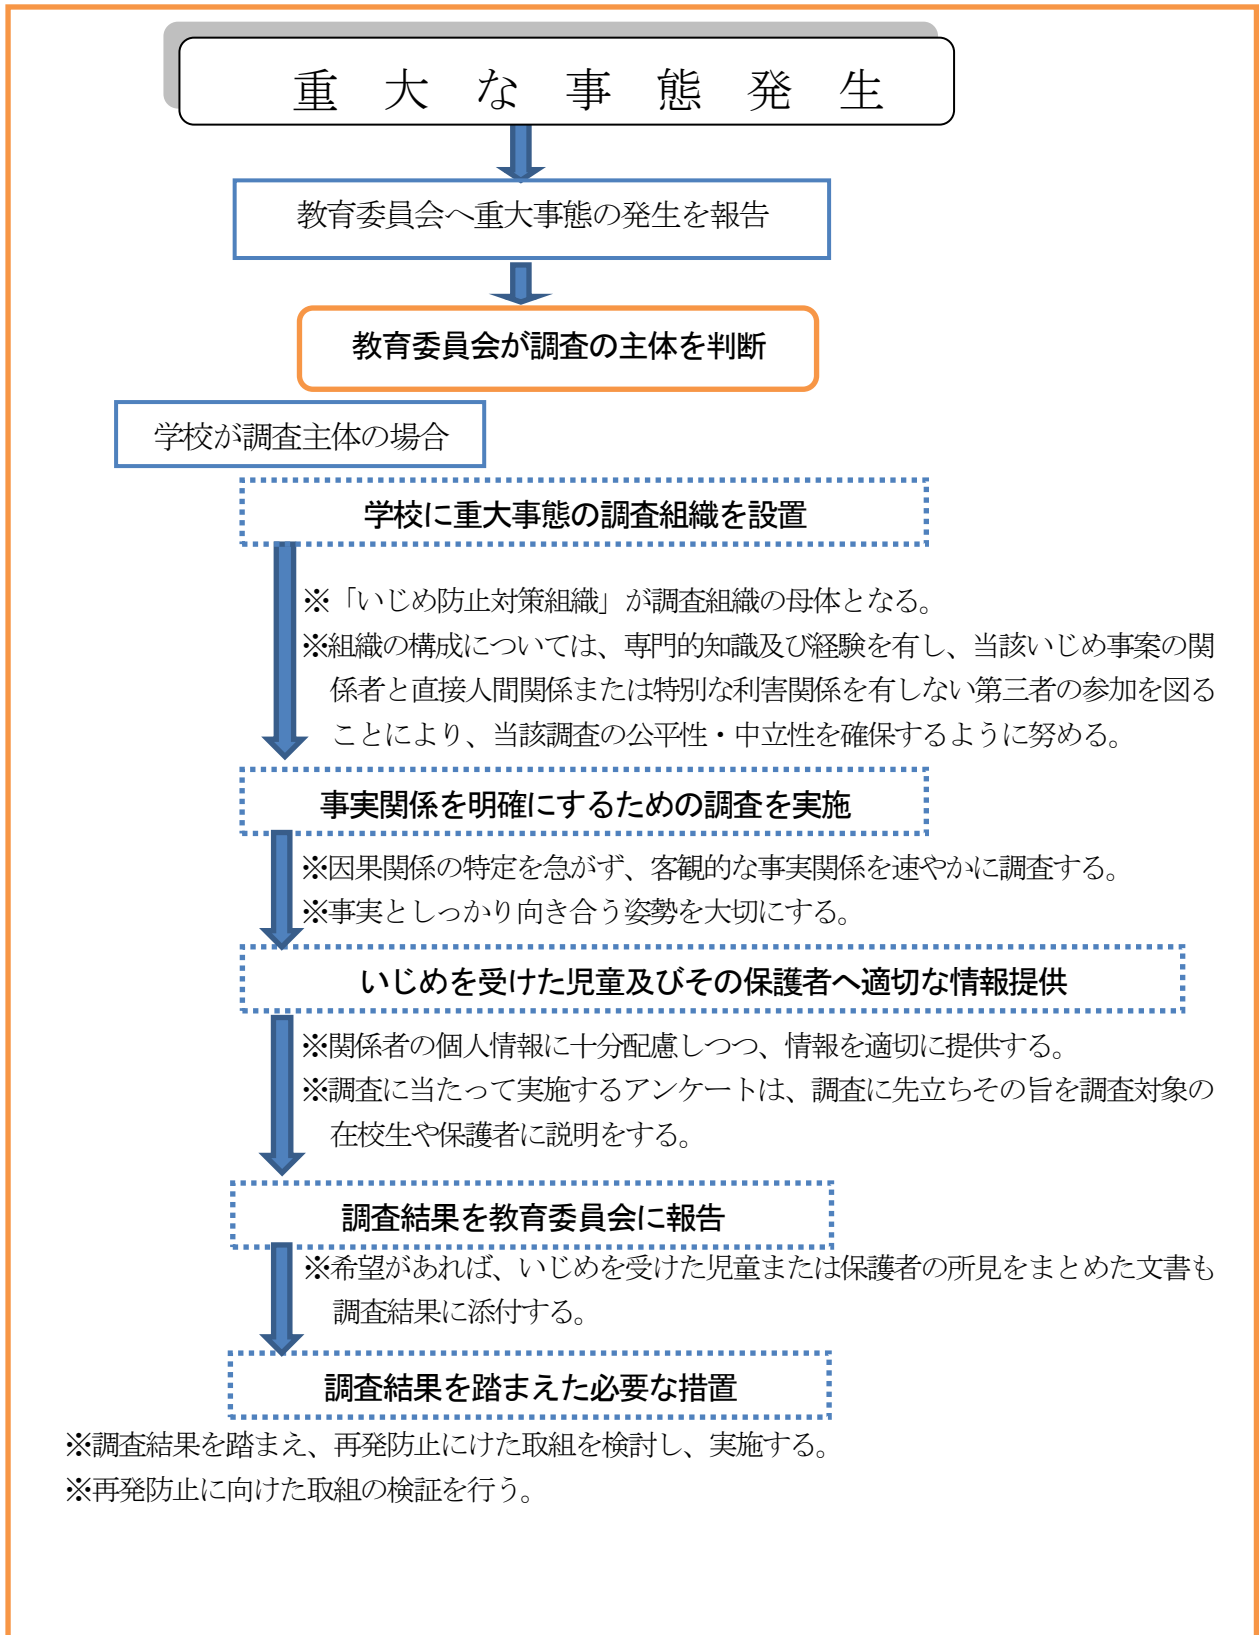 重大な事態発生
教育委員会へ重大事態の発生を報告
教育委員会が調査の主体を判断
学校が調査主体の場合
学校に重大事態の調査組織を設置
※「いじめ防止対策組織」が調査組織の母体となる。
※組織の構成については、専門的知識及び経験を有し、当該いじめ事案の関
係者と直接人間関係または特別な利害関係を有しない第三者の参加を図る
ことにより、当該調査の公平性・中立性を確保するように努める。
事実関係を明確にするための調査を実施
※因果関係の特定を急がず、客観的な事実関係を速やかに調査する。
※事実としっかり向き合う姿勢を大切にする。
いじめを受けた児童及びその保護者へ適切な情報提供
※関係者の個人情報に十分配慮しつつ、情報を適切に提供する。
※調査に当たって実施するアンケートは、調査に先立ちその旨を調査対象の
在校生や保護者に説明をする。
調査結果を教育委員会に報告
※希望があれば、いじめを受けた児童または保護者の所見をまとめた文書も
調査結果に添付する。
調査結果を踏まえた必要な措置
※調査結果を踏まえ、再発防止にけた取組を検討し、実施する。
※再発防止に向けた取組の検証を行う。